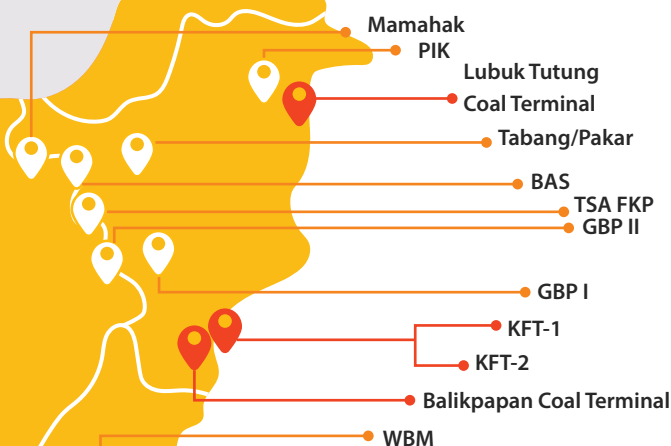 Mamahak
PIK
Lubuk Tutung
Coal Terminal
Tabang/Pakar
BAS
TSA FKP
GBP II
GBP I
KFT-1
KFT-2
Balikpapan Coal Terminal
WBM